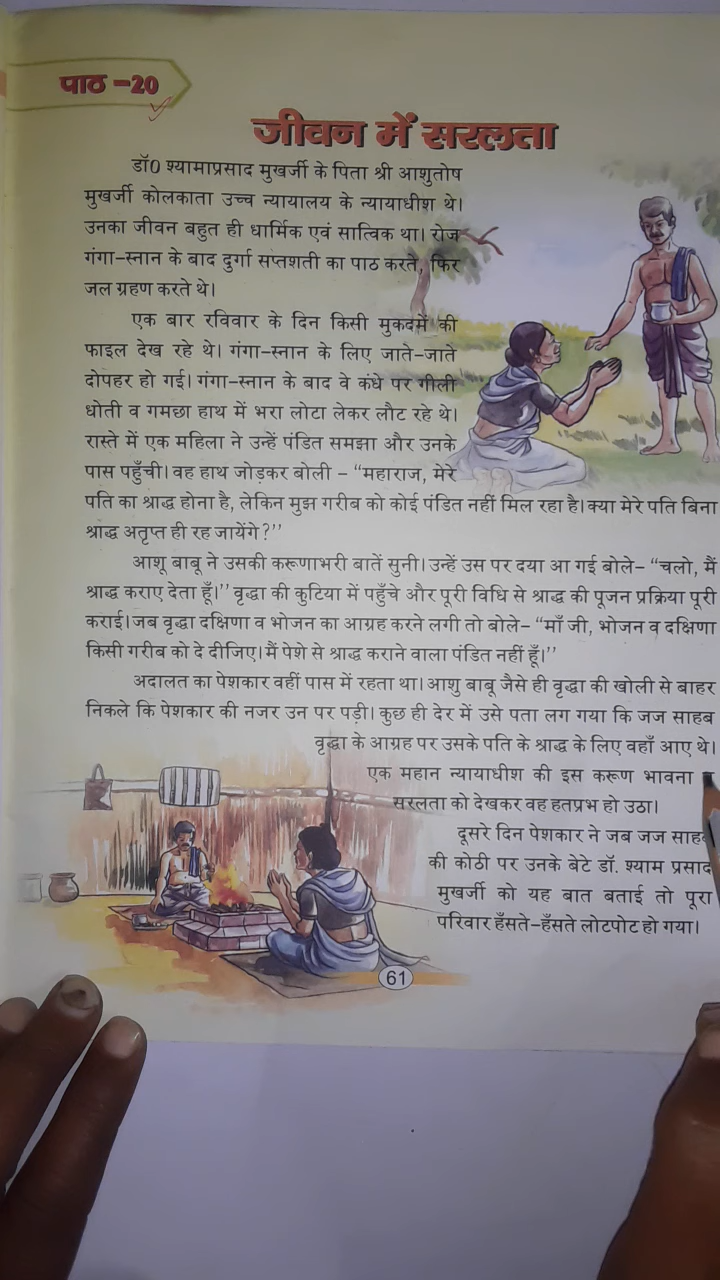 पाठ –20
जीवन में सरलता
डॉ0 श्यामाप्रसाद मुखर्जी के पिता श्री आशुतोष
मुखर्जी कोलकाता उच्च न्यायालय के न्यायाधीश थे।
उनका जीवन बहुत ही धार्मिक एवं सात्विक था। रोज
गंगा–स्नान के बाद दुर्गा सप्तशती का पाठ करते, फिर
जल ग्रहण करते थे।
एक बार रविवार के दिन किसी मुकदमें की
फाइल देख रहे थे। गंगा–स्नान के लिए जाते–जाते
दोपहर हो गई। गंगा–स्नान के बाद वे कंधे पर गीली
धोती व गमछा हाथ में भरा लोटा लेकर लौट रहे थे।
रास्ते में एक महिला ने उन्हें पंडित समझा और उनके
पास पहुँची। वह हाथ जोड़कर बोली – “महाराज, मेरे
पति का श्राद्ध होना है, लेकिन मुझ गरीब को कोई पंडित नहीं मिल रहा है। क्या मेरे पति बिना
श्राद्ध अतृप्त ही रह जायेंगे?’’
आशू बाबू ने उसकी करूणाभरी बातें सुनी। उन्हें उस पर दया आ गई बोले– “चलो, मैं
श्राद्ध कराए देता हूँ।’’ वृद्धा की कुटिया में पहुँचे और पूरी विधि से श्राद्ध की पूजन प्रक्रिया पूरी
कराई। जब वृद्धा दक्षिणा व भोजन का आग्रह करने लगी तो बोले– “माँ जी, भोजन व दक्षिणा
किसी गरीब को दे दीजिए। मैं पेशे से श्राद्ध कराने वाला पंडित नहीं हूँ।’’
अदालत का पेशकार वहीं पास में रहता था। आशु बाबू जैसे ही वृद्धा की खोली से बाहर
निकले कि पेशकार की नजर उन पर पड़ी। कुछ ही देर में उसे पता लग गया कि जज साहब
वृद्धा के आग्रह पर उसके पति के श्राद्ध के लिए वहाँ आए थे।
एक महान न्यायाधीश की इस करूण भावना
सरलता को देखकर वह हतप्रभ हो उठा।
दूसरे दिन पेशकार ने जब जज साहब
की कोठी पर उनके बेटे डॉ. श्याम प्रसाद
मुखर्जी को यह बात बताई तो पूरा
परिवार हँसते–हँसते लोटपोट हो गया।
61